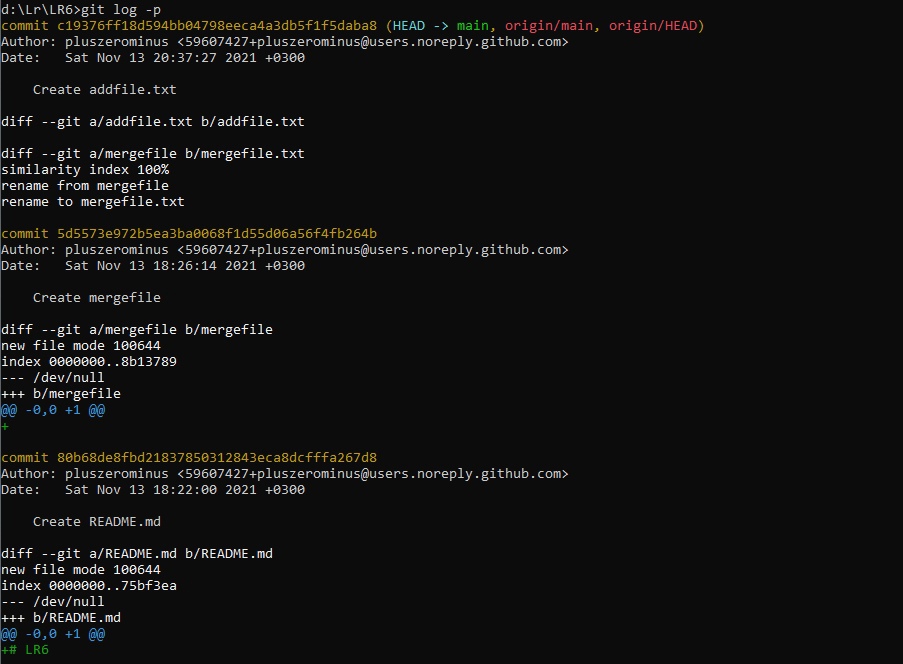 d:\Lr\LR6>git log -p
commit c19376ff18d594bb04798eeca4a3db5f1f5daba8 (HEAD -> main, origin/main, origin/HEAD)
Author: pluszerominus <59607427+pluszerominus@users.noreply.github.com>
Date:   Sat Nov 13 20:37:27 2021 +0300
    Create addfile.txt
diff --git a/addfile.txt b/addfile.txt
diff --git a/mergefile b/mergefile.txt
similarity index 100%
rename from mergefile
rename to mergefile.txt
commit 5d5573e972b5ea3ba0068f1d55d06a56f4fb264b
Author: pluszerominus <59607427+pluszerominus@users.noreply.github.com>
Date:   Sat Nov 13 18:26:14 2021 +0300
    Create mergefile
diff --git a/mergefile b/mergefile
new file mode 100644
index 0000000..8b13789
--- /dev/null
+++ b/mergefile
@@ -0,0 +1 @@
+
commit 80b68de8fbd21837850312843eca8dcfffa267d8
Author: pluszerominus <59607427+pluszerominus@users.noreply.github.com>
Date:   Sat Nov 13 18:22:00 2021 +0300
    Create README.md
diff --git a/README.md b/README.md
new file mode 100644
index 0000000..75bf3ea
--- /dev/null
+++ b/README.md
@@ -0,0 +1 @@
+# LR6